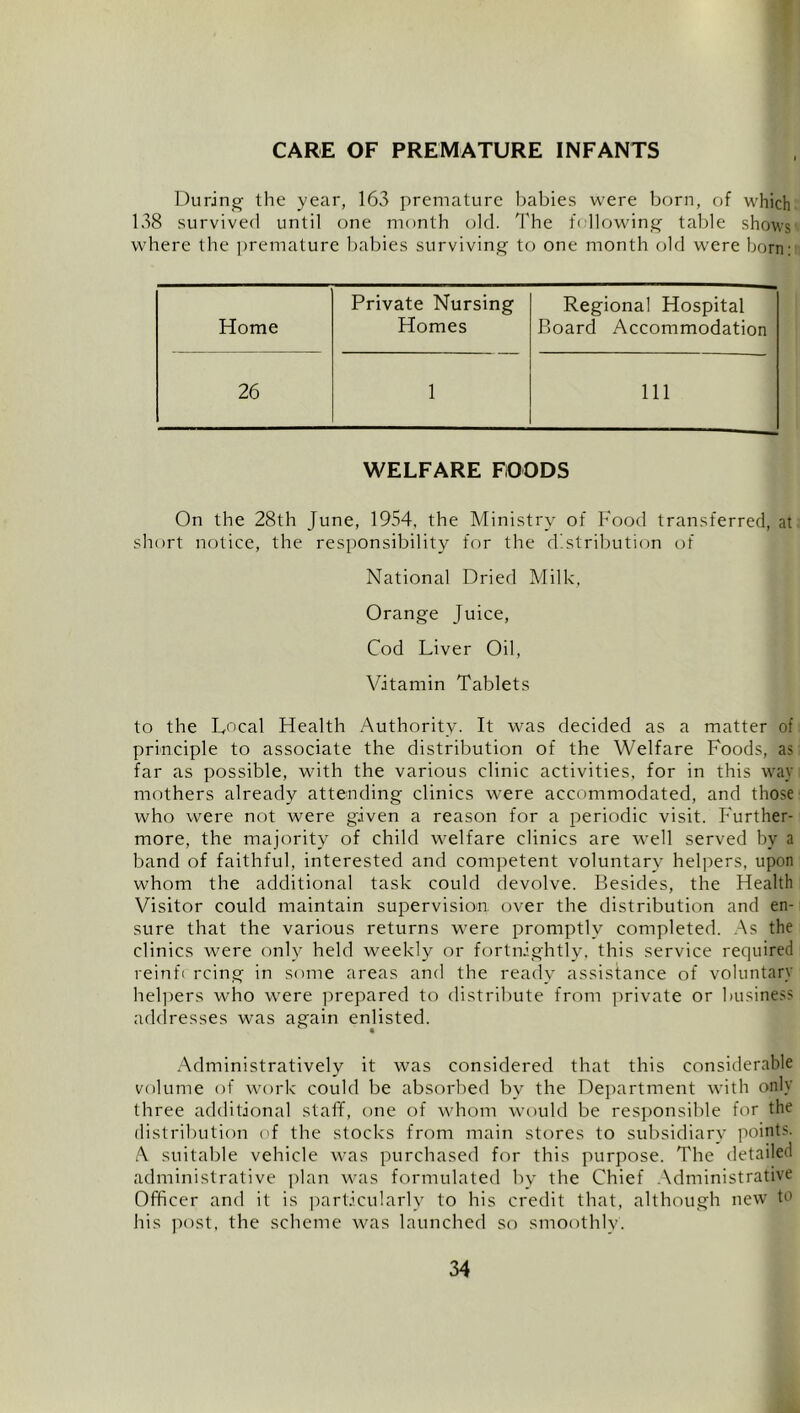 CARE OF PREMATURE INFANTS
During the year, 163 premature babies were born, of which
138 survived until one month old. The following table shows
where the premature babies surviving to one month old were born:
Home
Private Nursing
Homes
Regional Hospital
Board Accommodation
26
1
111
WELFARE FOODS
On the 28th June, 1954, the Ministry of Food transferred, at
short notice, the responsibility for the distribution of
National Dried Milk,
Orange Juice,
Cod Liver Oil,
Vitamin Tablets
to the Local Health Authority. It was decided as a matter of
principle to associate the distribution of the Welfare Foods, as
far as possible, with the various clinic activities, for in this way
mothers already attending clinics were accommodated, and those
who were not were given a reason for a periodic visit. Further-
more, the majority of child welfare clinics are well served by a
band of faithful, interested and competent voluntary helpers, upon
whom the additional task could devolve. Besides, the Health
Visitor could maintain supervision over the distribution and en-
sure that the various returns were promptly completed. As the
clinics were only held weekly or fortnightly, this service required
reinforcing in some areas and the ready assistance of voluntary
helpers who were prepared to distribute from private or business
addresses was again enlisted.
Administratively it was considered that this considerable
volume of work could be absorbed by the Department with only
three additional staff, one of whom would be responsible for the
distribution of the stocks from main stores to subsidiary points.
A suitable vehicle was purchased for this purpose. The detailed
administrative plan was formulated by the Chief Administrative
Officer and it is particularly to his credit that, although new to
his post, the scheme was launched so smoothly.
34